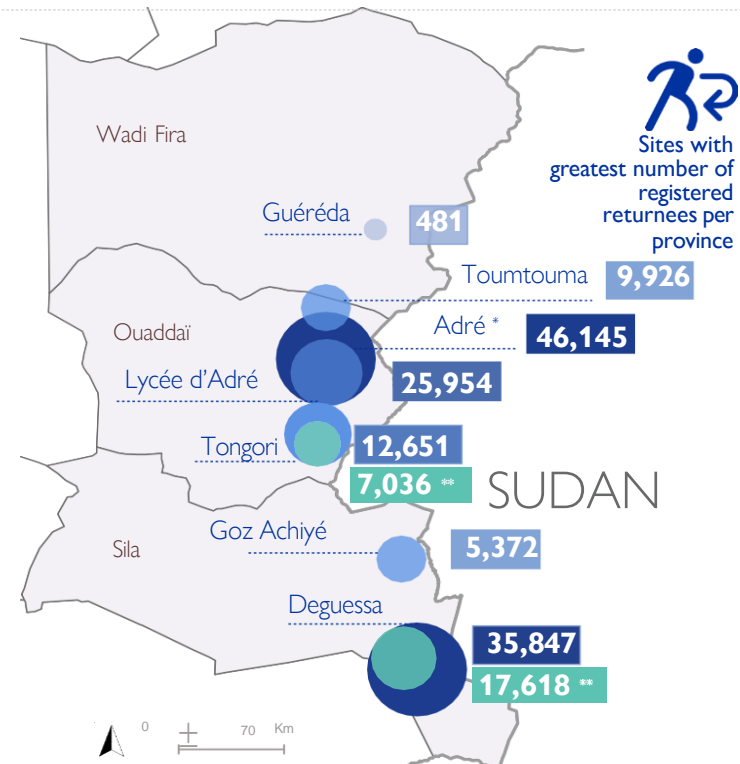 Wadi Fira
Sites with
greatest number of
registered
returnees per
province
Guéréda
481
Toumtouma
9,926
Ouaddaï
Adré *
46,145
Lycée d'Adré
25,954
Tongori
12,651
7,036 **
SUDAN
Goz Achiyé
5,372
Sila
Deguessa
35,847
17,618 **
0
70 Km